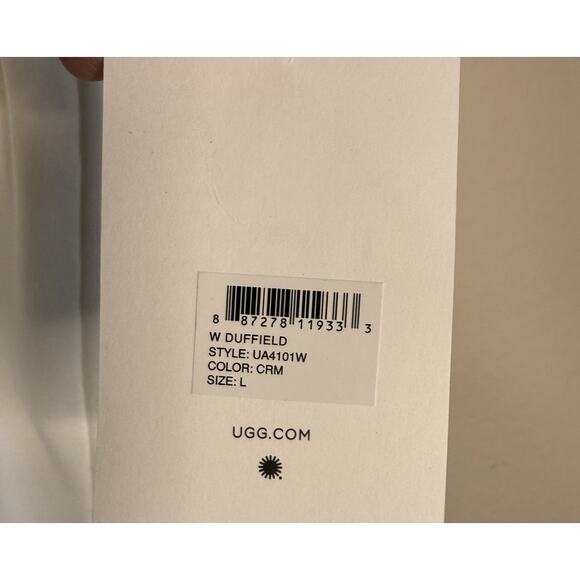 8 87278 11933 3
W DUFFIELD
STYLE: UA4101W
COLOR: CRM
SIZE: L
UGG.COM